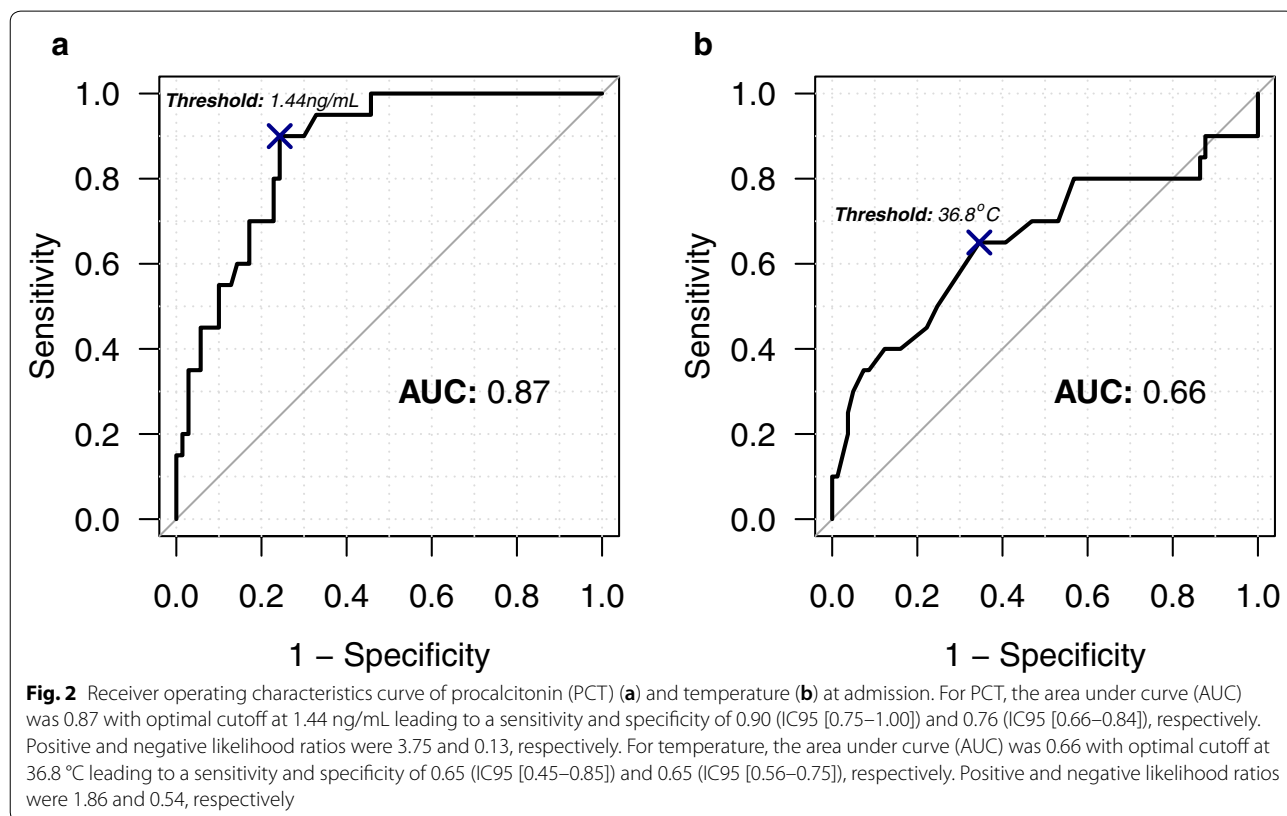 a
Threshold: 1.44ng/mL
AUC: 0.87
Sensitivity
1.0
0.8
0.6
0.4
0.2
0.0
0.0 0.2 0.4 0.6 0.8 1.0
1 − Specificity
b
Threshold: 36.8°C
AUC: 0.66
Sensitivity
1.0
0.8
0.6
0.4
0.2
0.0
0.0 0.2 0.4 0.6 0.8 1.0
1 − Specificity
Fig. 2 Receiver operating characteristics curve of procalcitonin (PCT) (a) and temperature (b) at admission. For PCT, the area under curve (AUC)
was 0.87 with optimal cutoff at 1.44 ng/mL leading to a sensitivity and specificity of 0.90 (IC95 [0.75–1.00]) and 0.76 (IC95 [0.66–0.84]), respectively.
Positive and negative likelihood ratios were 3.75 and 0.13, respectively. For temperature, the area under curve (AUC) was 0.66 with optimal cutoff at
36.8 °C leading to a sensitivity and specificity of 0.65 (IC95 [0.45–0.85]) and 0.65 (IC95 [0.56–0.75]), respectively. Positive and negative likelihood ratios
were 1.86 and 0.54, respectively